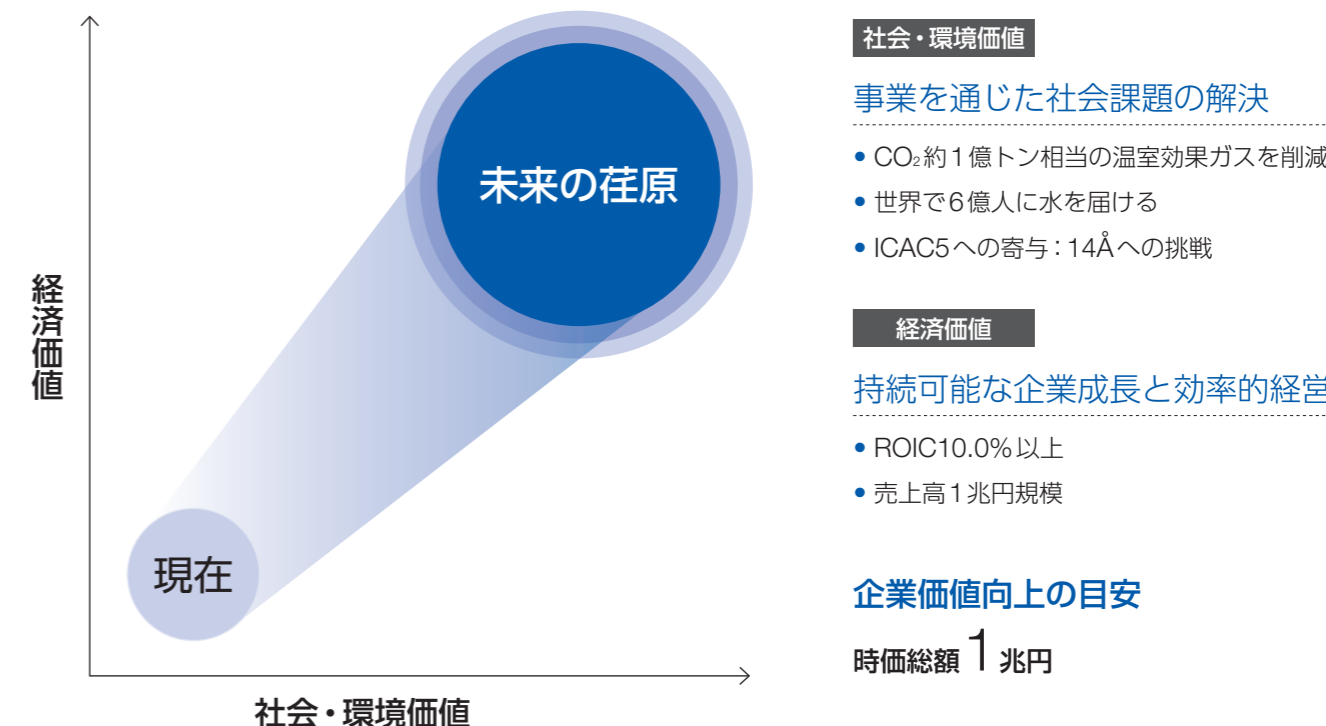 経済価値
未来の荏原
現在
社会・環境価値
社会・環境価値
事業を通じた社会課題の解決
• CO₂約1億トン相当の温室効果ガスを削減
• 世界で6億人に水を届ける
• ICAC5への寄与：14Åへの挑戦
経済価値
持続可能な企業成長と効率的経営
• ROIC10.0%以上
• 売上高1兆円規模
企業価値向上の目安
時価総額1兆円